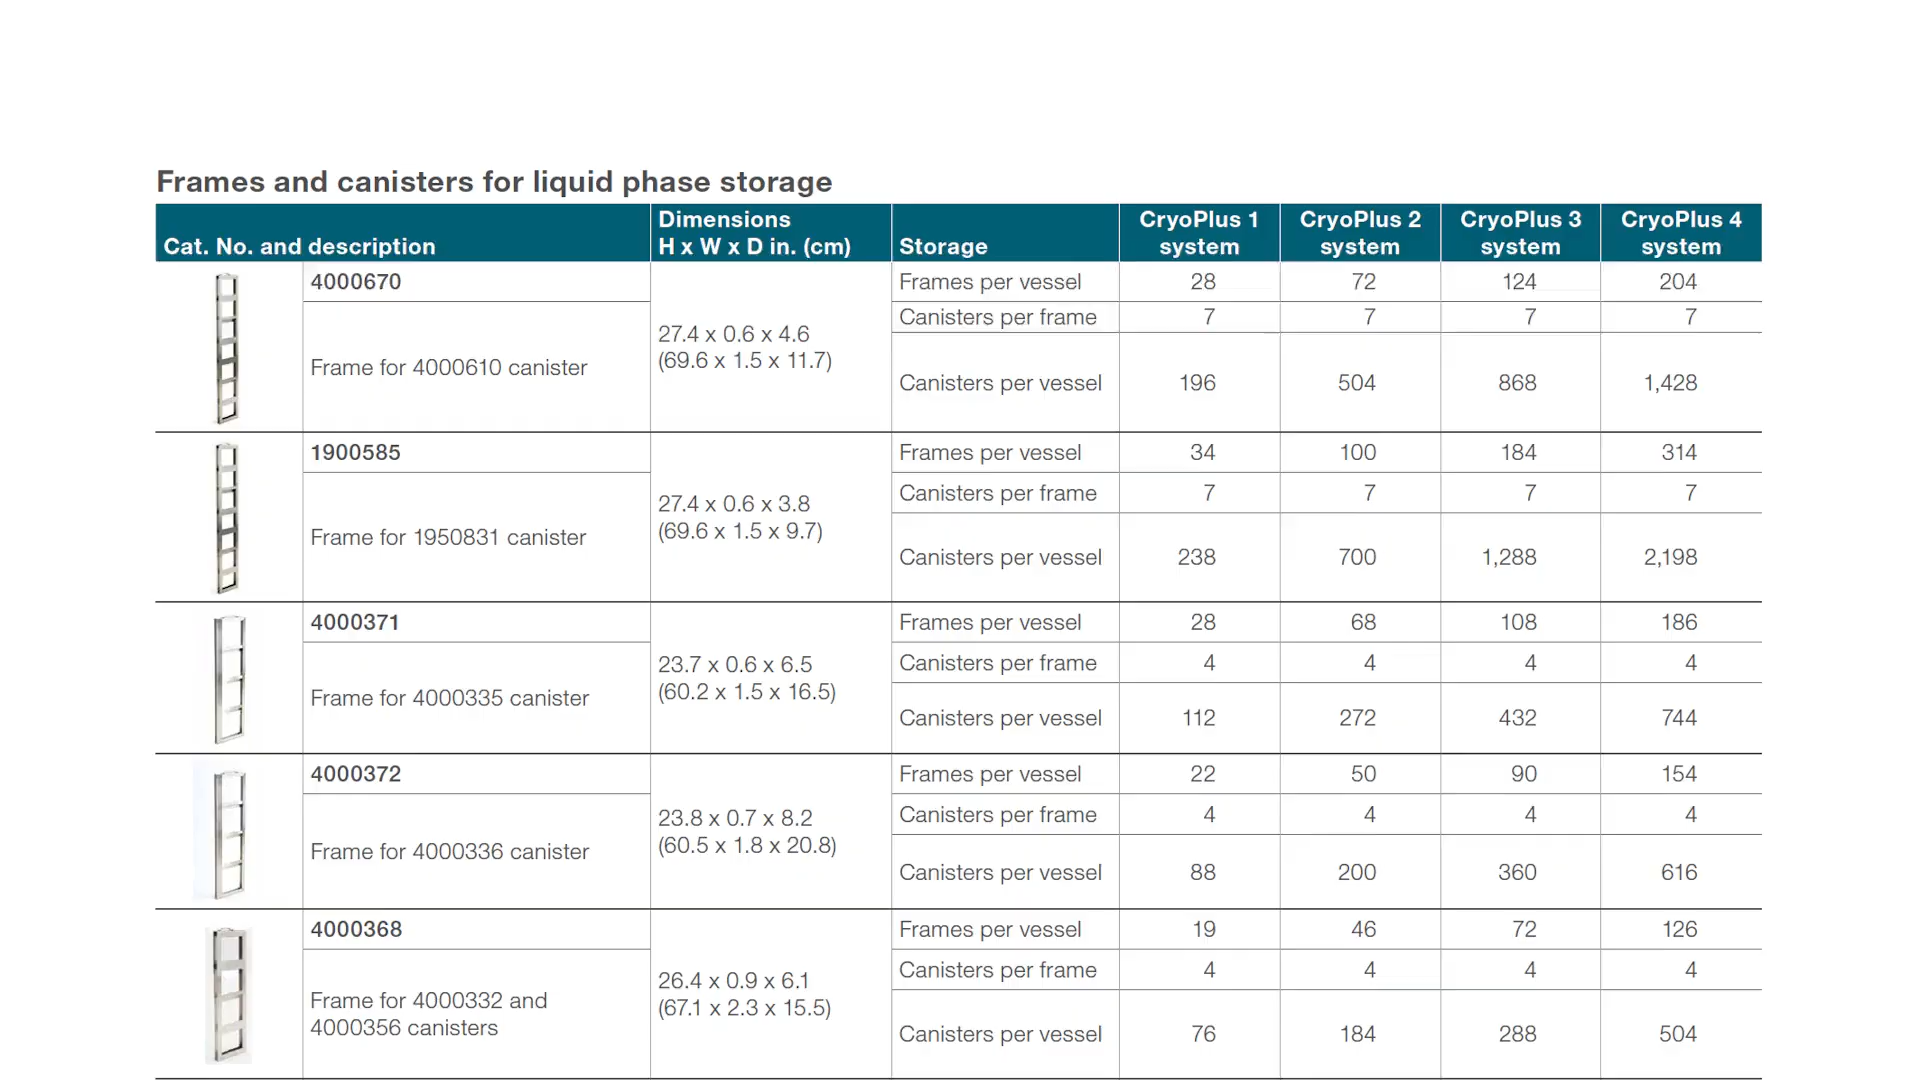 Frames and canisters for liquid phase storage
Cat. No. and description
Dimensions
H x W x D in. (cm)
Storage
CryoPlus 1
system
CryoPlus 2
system
CryoPlus 3
system
CryoPlus 4
system
4000670
Frame for 4000610 canister
27.4 x 0.6 x 4.6
(69.6 x 1.5 x 11.7)
Frames per vessel 28 72 124 204
Canisters per frame 7 7 7 7
Canisters per vessel 196 504 868 1,428
1900585
Frame for 1950831 canister
27.4 x 0.6 x 3.8
(69.6 x 1.5 x 9.7)
Frames per vessel 34 100 184 314
Canisters per frame 7 7 7 7
Canisters per vessel 238 700 1,288 2,198
4000371
Frame for 4000335 canister
23.7 x 0.6 x 6.5
(60.2 x 1.5 x 16.5)
Frames per vessel 28 68 108 186
Canisters per frame 4 4 4 4
Canisters per vessel 112 272 432 744
4000372
Frame for 4000336 canister
23.8 x 0.7 x 8.2
(60.5 x 1.8 x 20.8)
Frames per vessel 22 50 90 154
Canisters per frame 4 4 4 4
Canisters per vessel 88 200 360 616
4000368
Frame for 4000332 and
4000356 canisters
26.4 x 0.9 x 6.1
(67.1 x 2.3 x 15.5)
Frames per vessel 19 46 72 126
Canisters per frame 4 4 4 4
Canisters per vessel 76 184 288 504